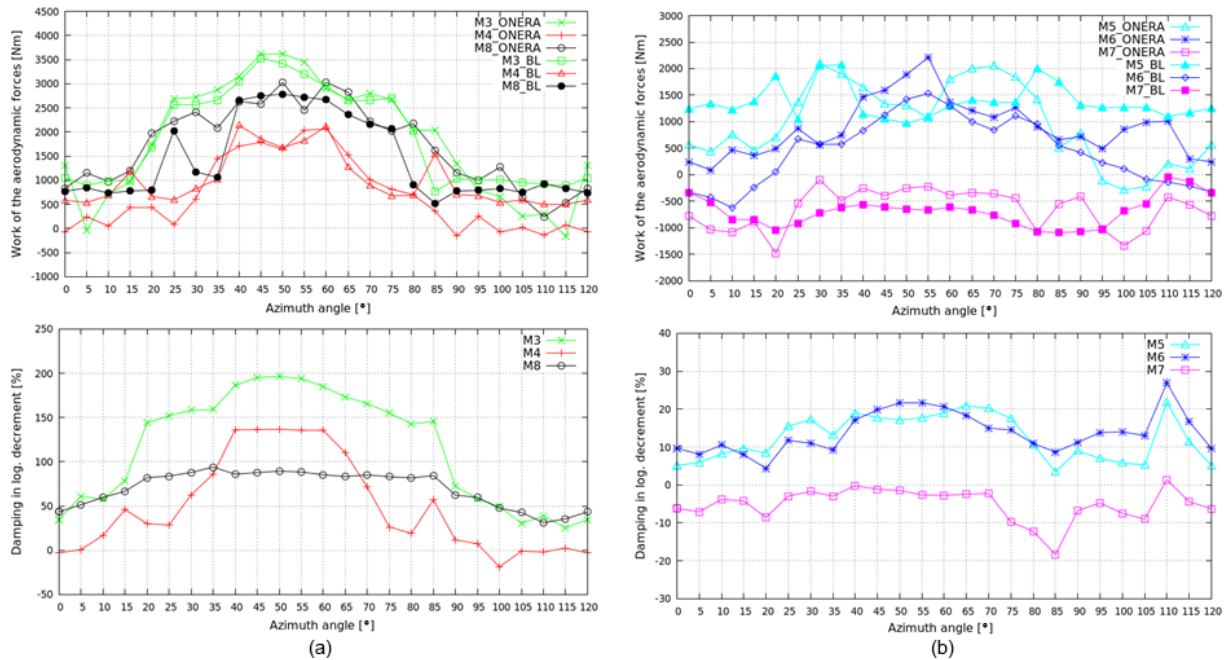 Work of the aerodynamic forces [Nm]
4500
4000
3500
3000
2500
2000
1500
1000
500
0
-500
-1000
M3_ONERA
M4_ONERA
M8_ONERA
M3_BL
M4_BL
M8_BL
0 5 10 15 20 25 30 35 40 45 50 55 60 65 70 75 80 85 90 95 100 105 110 115 120
Azimuth angle [°]
Work of the aerodynamic forces [Nm]
3000
2500
2000
1500
1000
500
0
-500
-1000
-1500
2000
M5_ONERA
M6_ONERA
M7_ONERA
M5_BL
M6_BL
M7_BL
0 5 10 15 20 25 30 35 40 45 50 55 60 65 70 75 80 85 90 95 100 105 110 115 120
Azimuth angle [°]
Damping in log. decrement [%]
250
200
150
100
50
0
-50
M3
M4
M8
0 5 10 15 20 25 30 35 40 45 50 55 60 65 70 75 80 85 90 95 100 105 110 115 120
Azimuth angle [°]
(a)
Damping in log. decrement [%]
40
30
20
10
0
-10
-20
-30
M5
M6
M7
0 5 10 15 20 25 30 35 40 45 50 55 60 65 70 75 80 85 90 95 100 105 110 115 120
Azimuth angle [°]
(b)